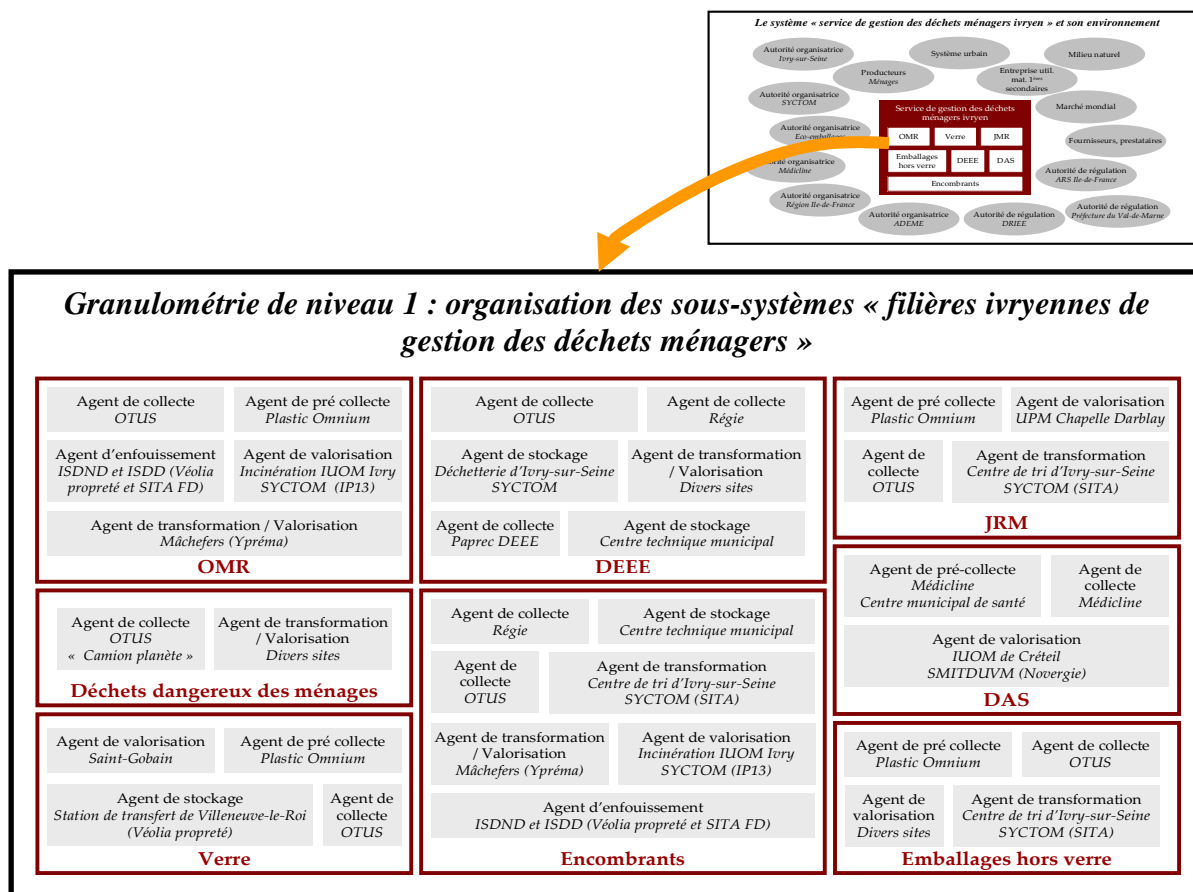 Le système « service de gestion des déchets ménagers ivryen » et son environnement
Autorité organisatrice
Ivry-sur-Seine
Système urbain
Milieu naturel
Producteurs
Ménages
Entreprise util.
mat. 1ères
secondaires
Autorité organisatrice
SYCTOM
Marché mondial
Service de gestion des déchets
ménagers ivryen
OMR
Verre
JMR
Emballages
hors verre
DEEE
DAS
Encombrants
Autorité organisatrice
Eco-emballages
Fournisseurs, prestataires
orité organisatrice
Médicline
Autorité de régulation
ARS Ile-de-France
Autorité organisatrice
Région Ile-de-France
Autorité organisatrice
ADEME
Autorité de régulation
DRIEE
Autorité de régulation
Préfecture du Val-de-Marne
Granulométrie de niveau 1 : organisation des sous-systèmes « filières ivryennes de
gestion des déchets ménagers »
Agent de collecte
OTUS
Agent de pré collecte
Plastic Omnium
Agent d'enfouissement
ISDND et ISDD (Véolia
propreté et SITA FD)
Agent de valorisation
Incinération IUOM Ivry
SYCTOM (IP13)
Agent de transformation / Valorisation
Mâchefers (Ypréma)
OMR
Agent de collecte
OTUS
Agent de collecte
Régie
Agent de stockage
Déchetterie d'Ivry-sur-Seine
SYCTOM
Agent de transformation
/ Valorisation
Divers sites
Agent de collecte
Paprec DEEE
Agent de stockage
Centre technique municipal
DEEE
Agent de pré collecte
Plastic Omnium
Agent de valorisation
UPM Chapelle Darblay
Agent de
collecte
OTUS
Agent de transformation
Centre de tri d'Ivry-sur-Seine
SYCTOM (SITA)
JRM
Agent de collecte
OTUS
« Camion planète »
Agent de transformation
/ Valorisation
Divers sites
Déchets dangereux des ménages
Agent de collecte
Régie
Agent de stockage
Centre technique municipal
Agent de
collecte
OTUS
Agent de transformation
Centre de tri d'Ivry-sur-Seine
SYCTOM (SITA)
Agent de transformation
/ Valorisation
Mâchefers (Ypréma)
Agent de valorisation
Incinération IUOM Ivry
SYCTOM (IP13)
Agent d'enfouissement
ISDND et ISDD (Véolia propreté et SITA FD)
Encombrants
Agent de pré-collecte
Médicline
Centre municipal de santé
Agent de
collecte
Médicline
Agent de valorisation
IUOM de Créteil
SMITDUVM (Novergie)
DAS
Agent de valorisation
Saint-Gobain
Agent de pré collecte
Plastic Omnium
Agent de stockage
Station de transfert de Villeneuve-le-Roi
(Véolia propreté)
Agent de
collecte
OTUS
Verre
Agent de pré collecte
Plastic Omnium
Agent de collecte
OTUS
Agent de
valorisation
Divers sites
Agent de transformation
Centre de tri d'Ivry-sur-Seine
SYCTOM (SITA)
Emballages hors verre